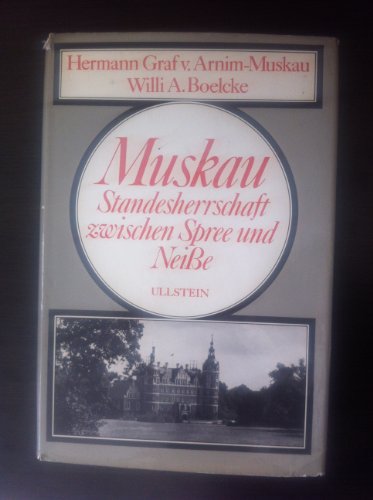 Hermann Graf v. Arnim-Muskau
Willi A. Boelcke
Muskau
Standesherrschaft
zwischen Spree und
Neiße
ULLSTEIN